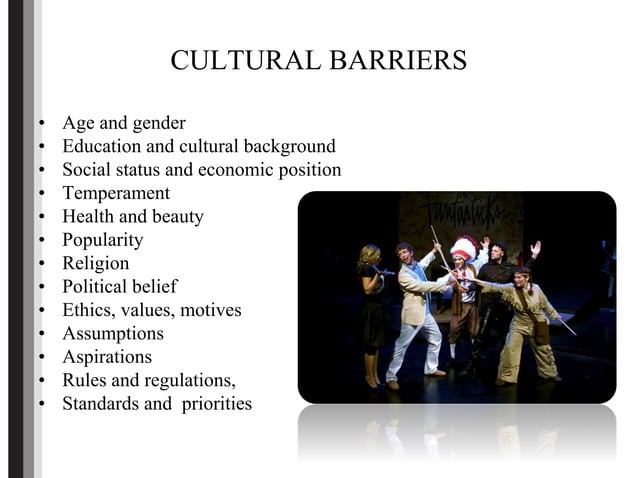 CULTURAL BARRIERS
• Age and gender
• Education and cultural background
• Social status and economic position
• Temperament
• Health and beauty
• Popularity
• Religion
• Political belief
• Ethics, values, motives
• Assumptions
• Aspirations
• Rules and regulations,
• Standards and  priorities
Fantasticks